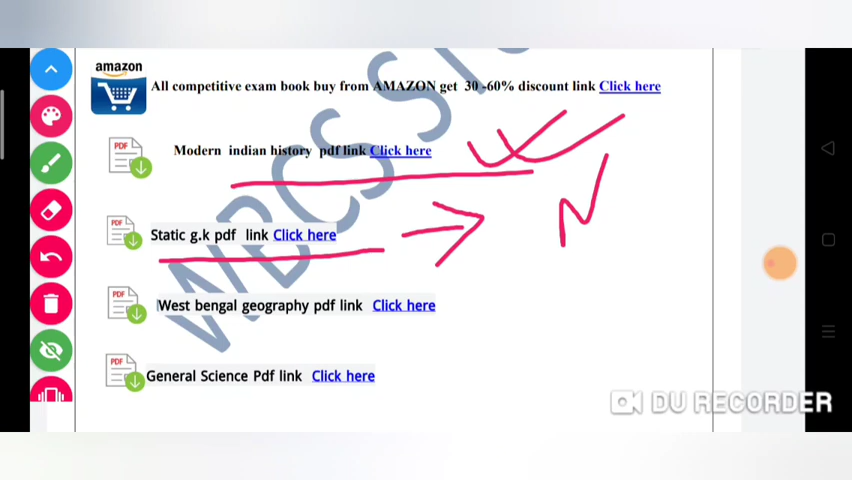 amazon
All competitive exam book buy from AMAZON get 30 -60% discount link Click here
PDF
Modern indian history pdf link Click here
PDF
Static g.k pdf link Click here
PDF
West bengal geography pdf link Click here
PDF
General Science Pdf link Click here
WBCS
N
DU RECORDER